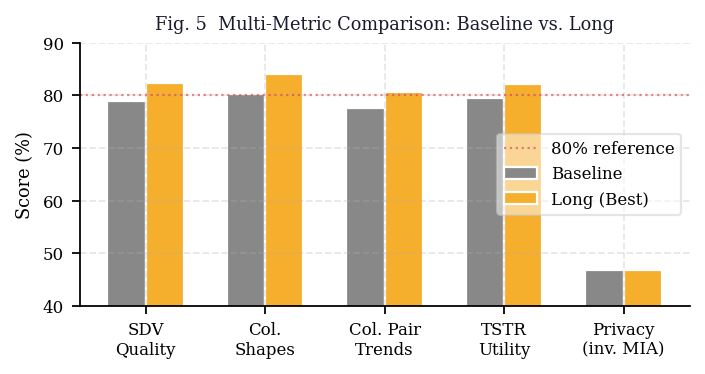 Fig. 5  Multi-Metric Comparison: Baseline vs. Long
Score (%)
90
80
70
60
50
40
80% reference
Baseline
Long (Best)
SDV
Quality
Col.
Shapes
Col. Pair
Trends
TSTR
Utility
Privacy
(inv. MIA)